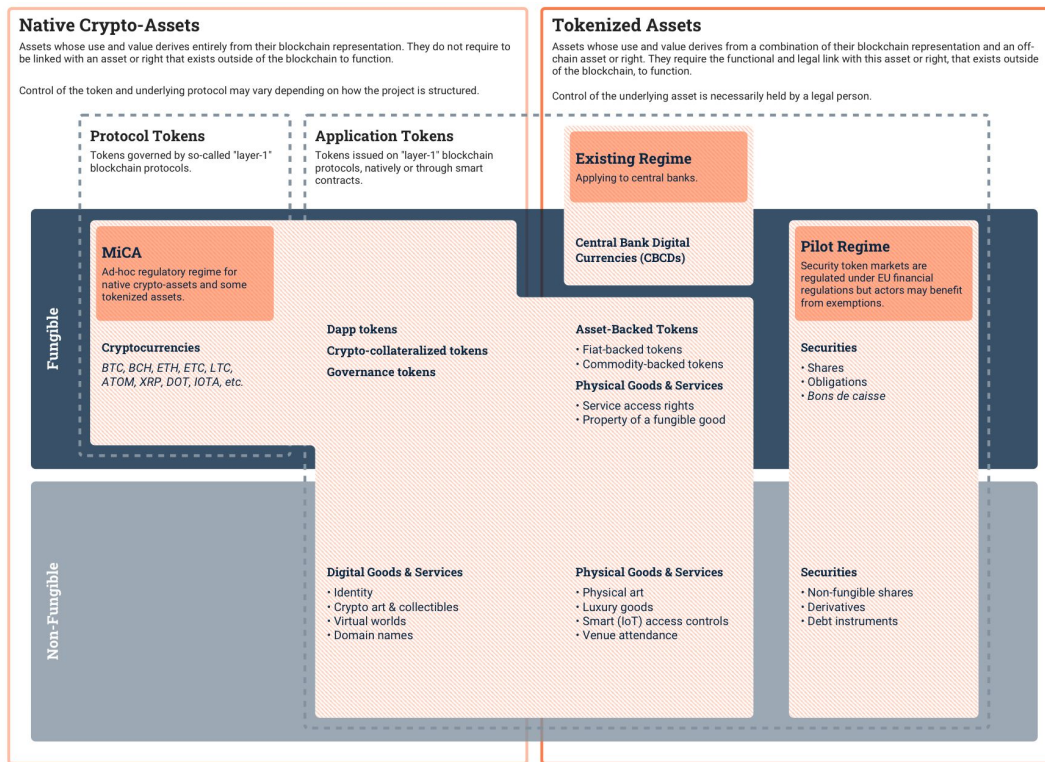 Native Crypto-Assets
Assets whose use and value derives entirely from their blockchain representation. They do not require to
be linked with an asset or right that exists outside of the blockchain to function.
Control of the token and underlying protocol may vary depending on how the project is structured.
Tokenized Assets
Assets whose use and value derives from a combination of their blockchain representation and an off-
chain asset or right. They require the functional and legal link with this asset or right, that exists outside
of the blockchain, to function.
Control of the underlying asset is necessarily held by a legal person.
Protocol Tokens
Tokens governed by so-called "layer-1"
blockchain protocols.
Application Tokens
Tokens issued on "layer-1" blockchain
protocols, natively or through smart
contracts.
Existing Regime
Applying to central banks.
Central Bank Digital
Currencies (CBCDs)
Fungible
MiCA
Ad-hoc regulatory regime for
native crypto-assets and some
tokenized assets.
Cryptocurrencies
BTC, BCH, ETH, ETC, LTC,
ATOM, XRP, DOT, IOTA, etc.
Dapp tokens
Crypto-collateralized tokens
Governance tokens
Asset-Backed Tokens
• Fiat-backed tokens
• Commodity-backed tokens
Physical Goods & Services
• Service access rights
• Property of a fungible good
Pilot Regime
Security token markets are
regulated under EU financial
regulations but actors may benefit
from exemptions.
Securities
• Shares
• Obligations
• Bons de caisse
Non-Fungible
Digital Goods & Services
• Identity
• Crypto art & collectibles
• Virtual worlds
• Domain names
Physical Goods & Services
• Physical art
• Luxury goods
• Smart (IoT) access controls
• Venue attendance
Securities
• Non-fungible shares
• Derivatives
• Debt instruments